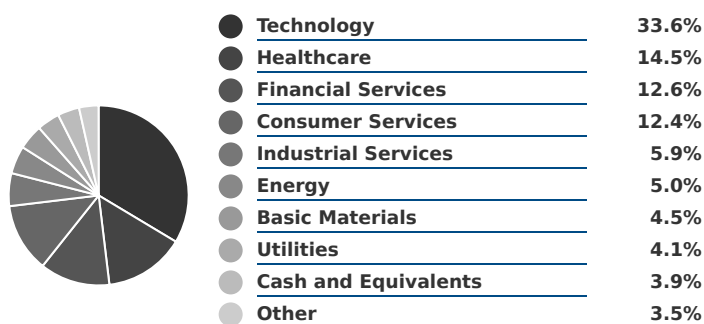 Technology 33.6%
Healthcare 14.5%
Financial Services 12.6%
Consumer Services 12.4%
Industrial Services 5.9%
Energy 5.0%
Basic Materials 4.5%
Utilities 4.1%
Cash and Equivalents 3.9%
Other 3.5%